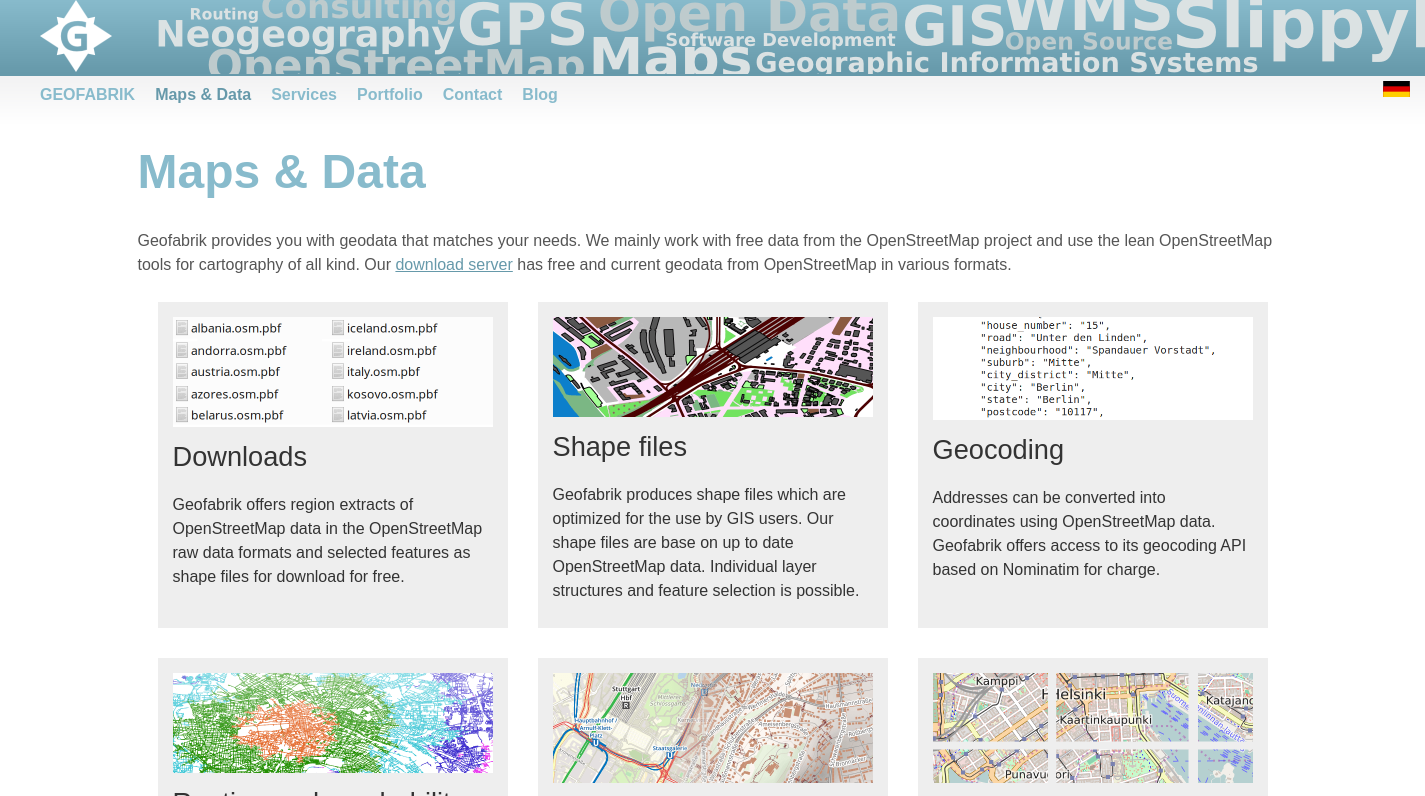 Routing Consulting GPS Open Data GIS WMS Slippy
Neogeography Software Development Open Source
OpenStreetMap Maps Geographic Information Systems
G
GEOFABRIK Maps & Data Services Portfolio Contact Blog
Maps & Data
Geofabrik provides you with geodata that matches your needs. We mainly work with free data from the OpenStreetMap project and use the lean OpenStreetMap
tools for cartography of all kind. Our download server has free and current geodata from OpenStreetMap in various formats.
albania.osm.pbf iceland.osm.pbf
andorra.osm.pbf ireland.osm.pbf
austria.osm.pbf italy.osm.pbf
azores.osm.pbf kosovo.osm.pbf
belarus.osm.pbf latvia.osm.pbf
Downloads
Geofabrik offers region extracts of
OpenStreetMap data in the OpenStreetMap
raw data formats and selected features as
shape files for download for free.
Shape files
Geofabrik produces shape files which are
optimized for the use by GIS users. Our
shape files are base on up to date
OpenStreetMap data. Individual layer
structures and feature selection is possible.
"house_number": "15",
"road": "Unter den Linden",
"neighbourhood": "Spandauer Vorstadt",
"suburb": "Mitte",
"city_district": "Mitte",
"city": "Berlin",
"state": "Berlin",
"postcode": "10117",
Geocoding
Addresses can be converted into
coordinates using OpenStreetMap data.
Geofabrik offers access to its geocoding API
based on Nominatim for charge.
Stuttgart
Hbf
R
Hauptbahnhof /
Arnulf-Klett-
Platz
Staatsgalerie
Kamppi
Helsinki
Kaartinkaupunki
Katajano
Punavuori